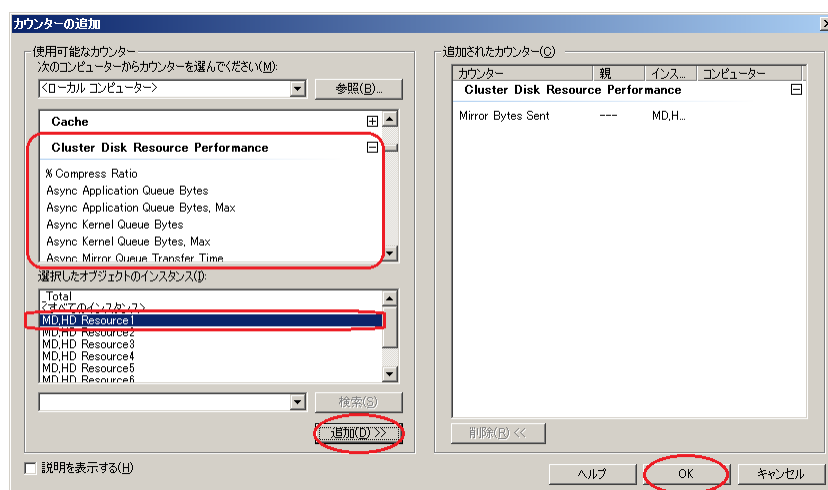 カウンターの追加
使用可能なカウンター
次のコンピューターからカウンターを選んでください(M):
<ローカル コンピューター>
参照(B)...
Cache
Cluster Disk Resource Performance
% Compress Ratio
Async Application Queue Bytes
Async Application Queue Bytes, Max
Async Kernel Queue Bytes
Async Kernel Queue Bytes, Max
Async Mirror Queue Transfer Time
選択したオブジェクトのインスタンス(I):
_Total
<すべてのインスタンス>
MD,HD Resource1
MD,HD Resource2
MD,HD Resource3
MD,HD Resource4
MD,HD Resource5
MD,HD Resource6
検索(S)
追加(D) >>
説明を表示する(H)
追加されたカウンター(C)
カウンター 親 インス... コンピューター
Cluster Disk Resource Performance
Mirror Bytes Sent --- MD,H...
削除(R) <<
ヘルプ
OK
キャンセル